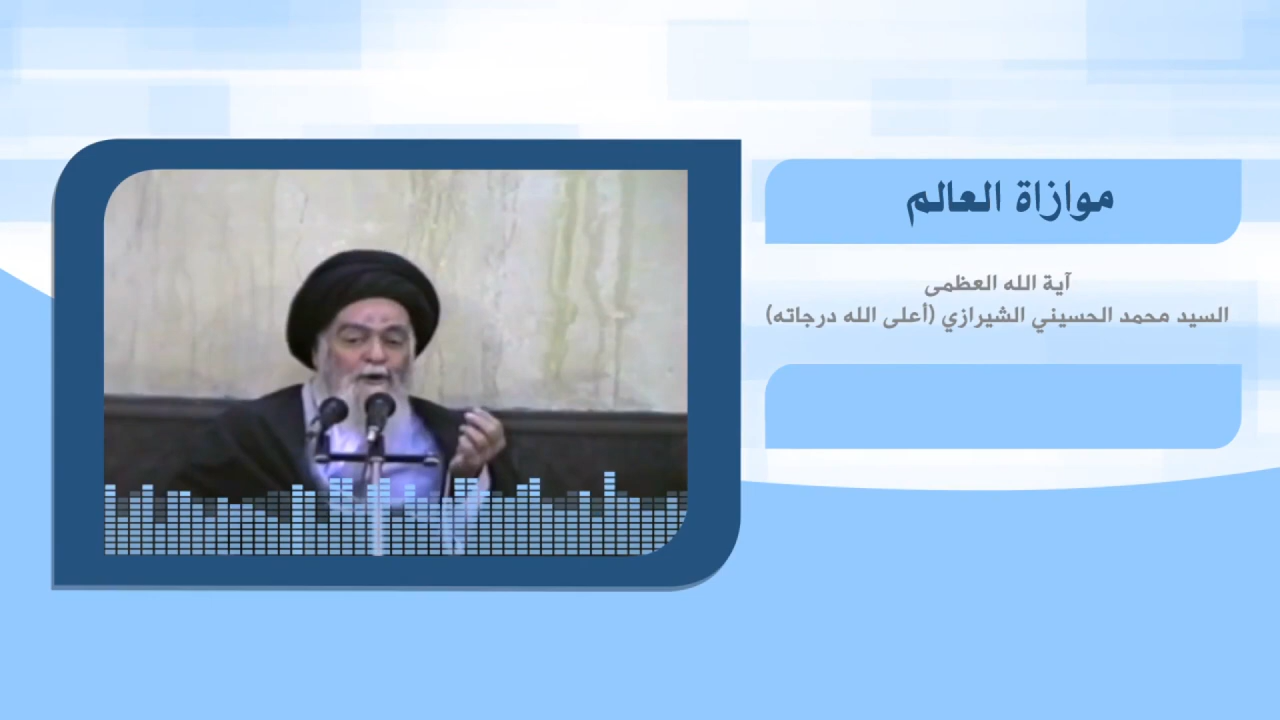 موازاة العالم
آية الله العظمى
السيد محمد الحسيني الشيرازي (أعلى الله درجاته)